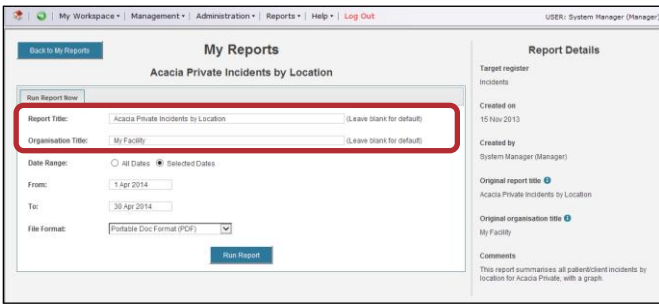 My Workspace Management Administration Reports Help Log Out USER: System Manager (Manager)
Back to My Reports
My Reports
Acacia Private Incidents by Location
Run Report Now
Report Title: Acacia Private Incidents by Location (Leave blank for default)
Organisation Title: My Facility (Leave blank for default)
Date Range: All Dates Selected Dates
From: 1 Apr 2014
To: 30 Apr 2014
File Format: Portable Doc Format (PDF)
Run Report
Report Details
Target register
Incidents
Created on
15 Nov 2013
Created by
System Manager (Manager)
Original report title
Acacia Private Incidents by Location
Original organisation title
My Facility
Comments
This report summarises all patient/client incidents by
location for Acacia Private, with a graph.